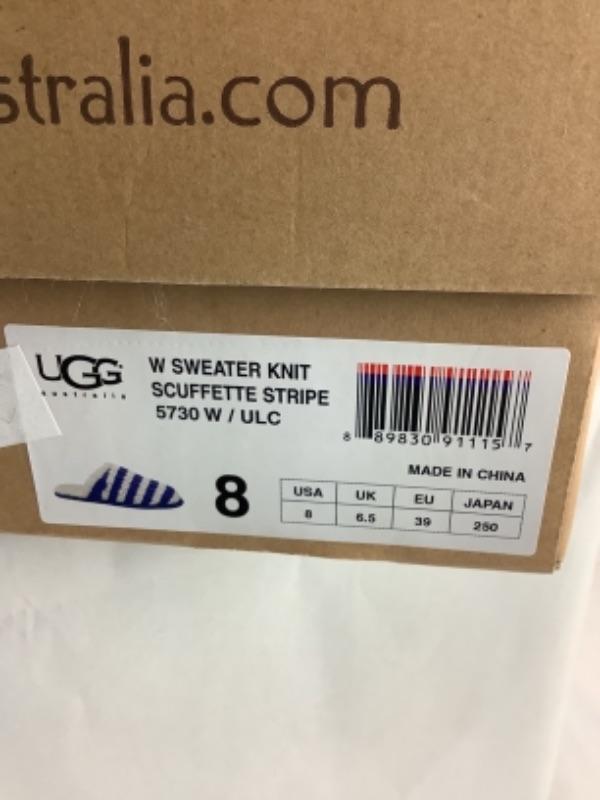 stralia.com
UGG
australia
W SWEATER KNIT
SCUFFETTE STRIPE
5730 W / ULC
8 89830 91115 7
MADE IN CHINA
8
USA UK EU JAPAN
8 6.5 39 250